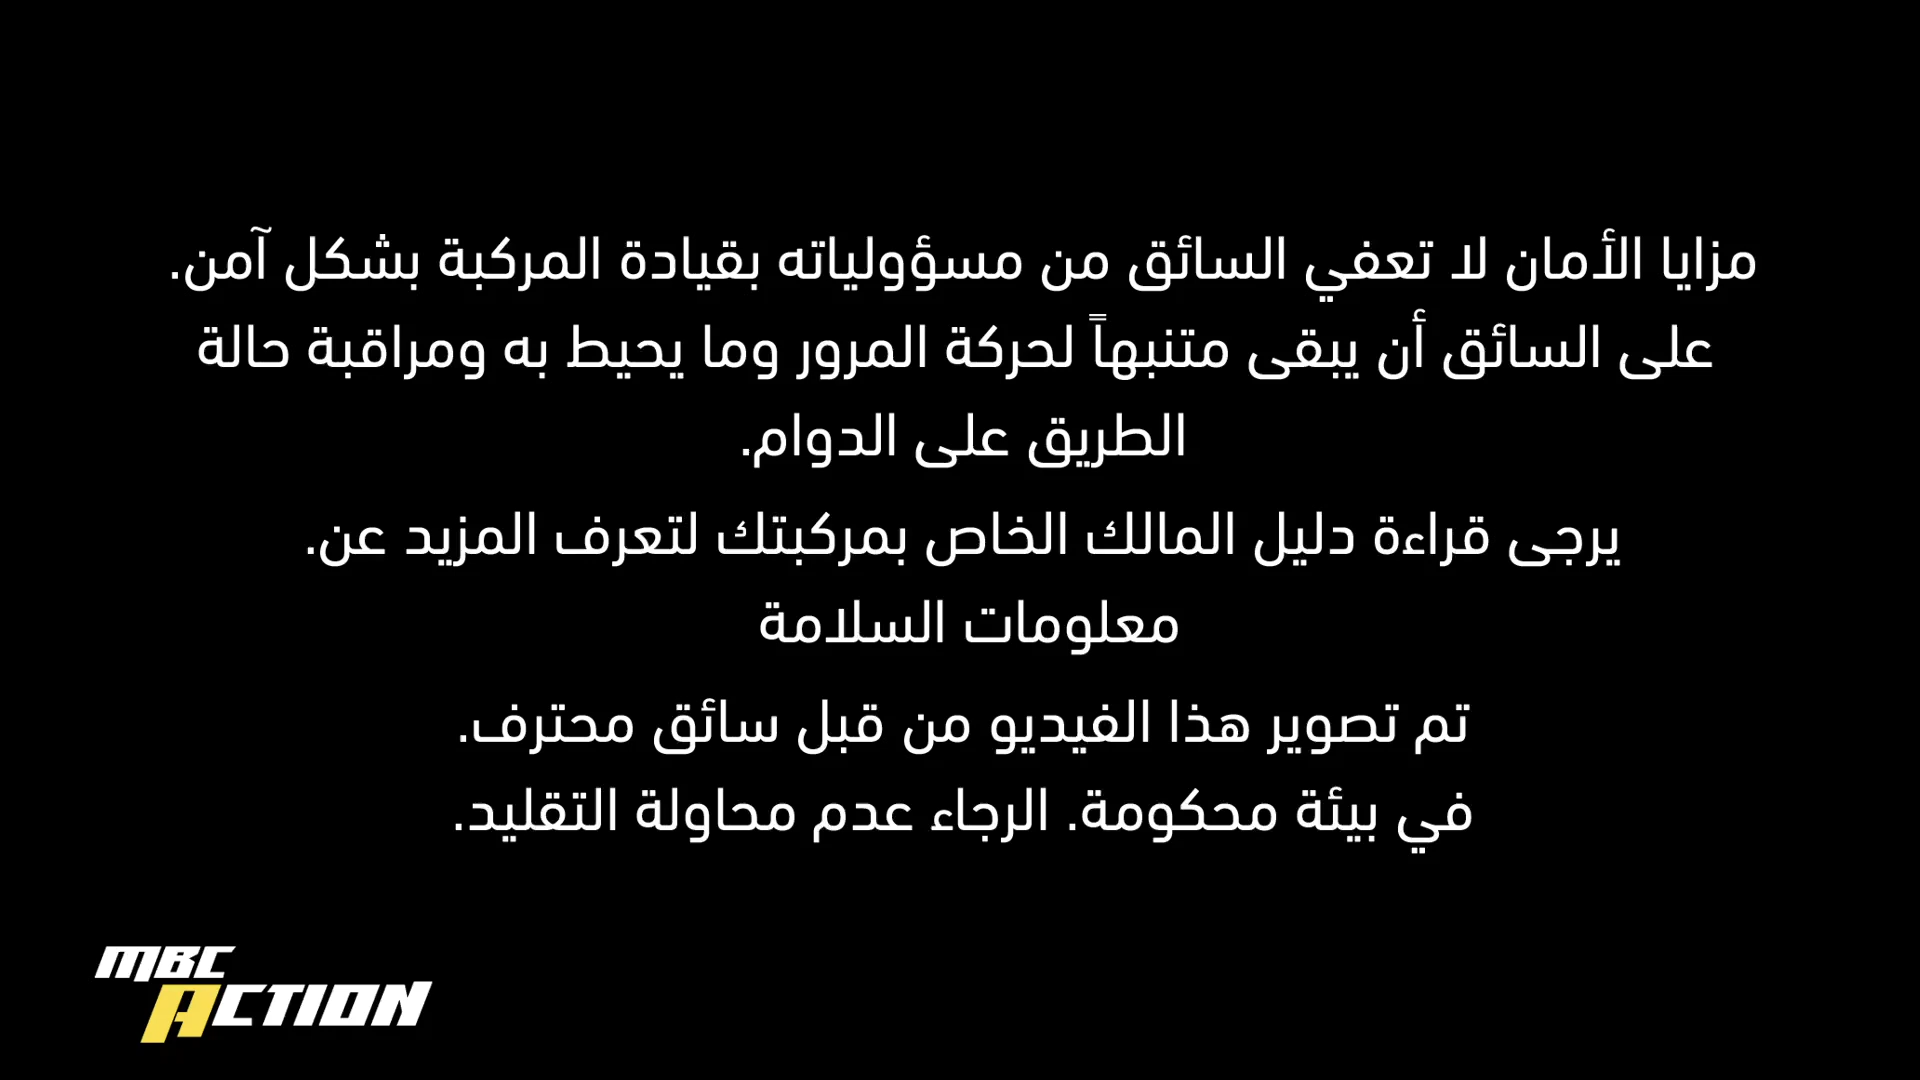 مزايا الأمان لا تعفي السائق من مسؤولياته بقيادة المركبة بشكل آمن.
على السائق أن يبقى متنبهاً لحركة المرور وما يحيط به ومراقبة حالة
الطريق على الدوام.
يرجى قراءة دليل المالك الخاص بمركبتك لتعرف المزيد عن.
معلومات السلامة
تم تصوير هذا الفيديو من قبل سائق محترف.
في بيئة محكومة. الرجاء عدم محاولة التقليد.
MBC
ACTION